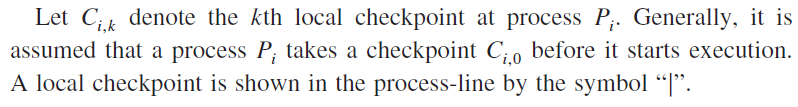 Let C_{i,k} denote the kth local checkpoint at process P_i. Generally, it is
assumed that a process P_i takes a checkpoint C_{i,0} before it starts execution.
A local checkpoint is shown in the process-line by the symbol “|”.